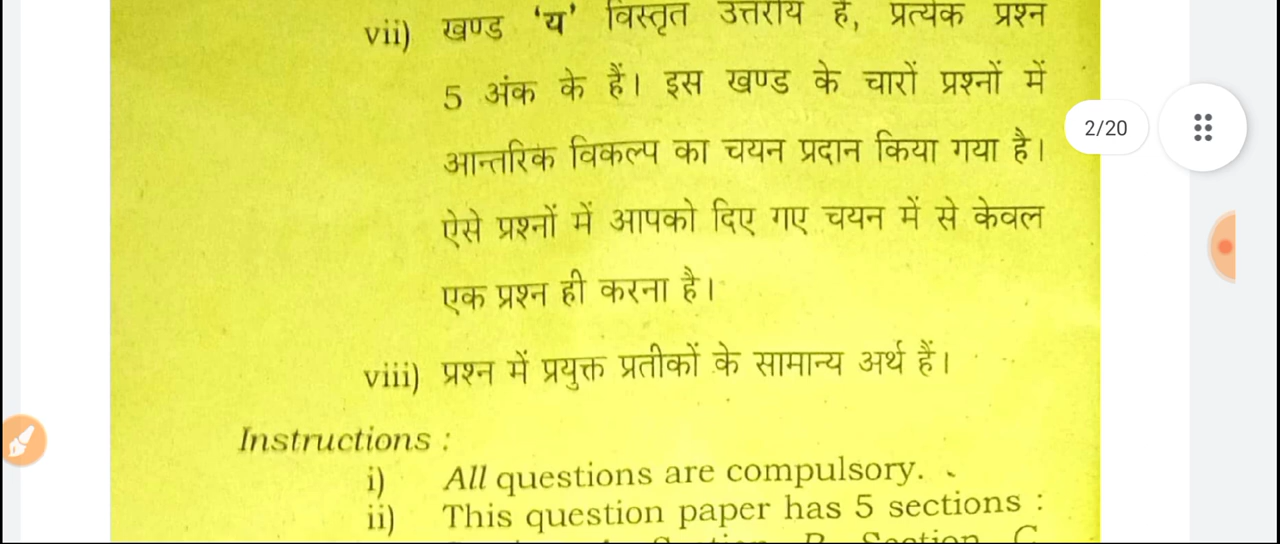 vii) खण्ड 'य' विस्तृत उत्तरीय है, प्रत्येक प्रश्न
5 अंक के हैं। इस खण्ड के चारों प्रश्नों में
2/20
आन्तरिक विकल्प का चयन प्रदान किया गया है।
ऐसे प्रश्नों में आपको दिए गए चयन में से केवल
एक प्रश्न ही करना है।
viii) प्रश्न में प्रयुक्त प्रतीकों के सामान्य अर्थ हैं।
Instructions :
i) All questions are compulsory.
ii) This question paper has 5 sections :